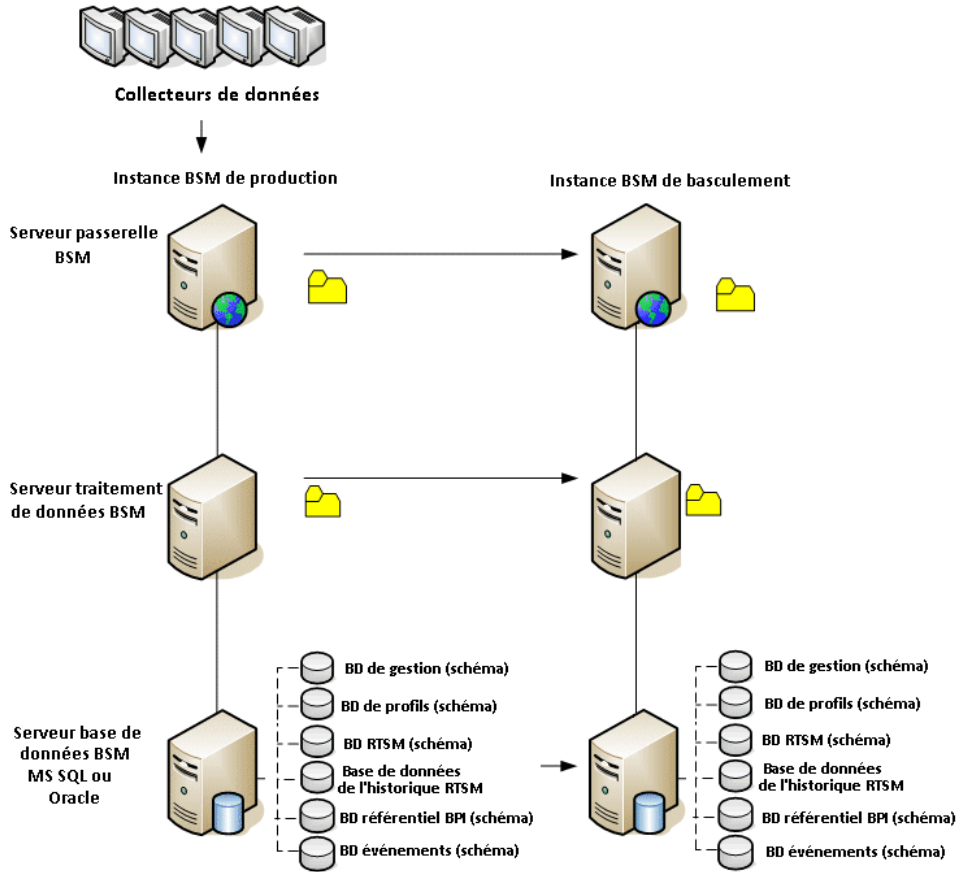 Collecteurs de données
Instance BSM de production
Instance BSM de basculement
Serveur passerelle
BSM
Serveur traitement
de données BSM
Serveur base de
données BSM
MS SQL ou
Oracle
BD de gestion (schéma)
BD de profils (schéma)
BD RTSM (schéma)
Base de données
de l'historique RTSM
BD référentiel BPI (schéma)
BD événements (schéma)
BD de gestion (schéma)
BD de profils (schéma)
BD RTSM (schéma)
Base de données
de l'historique RTSM
BD référentiel BPI (schéma)
BD événements (schéma)